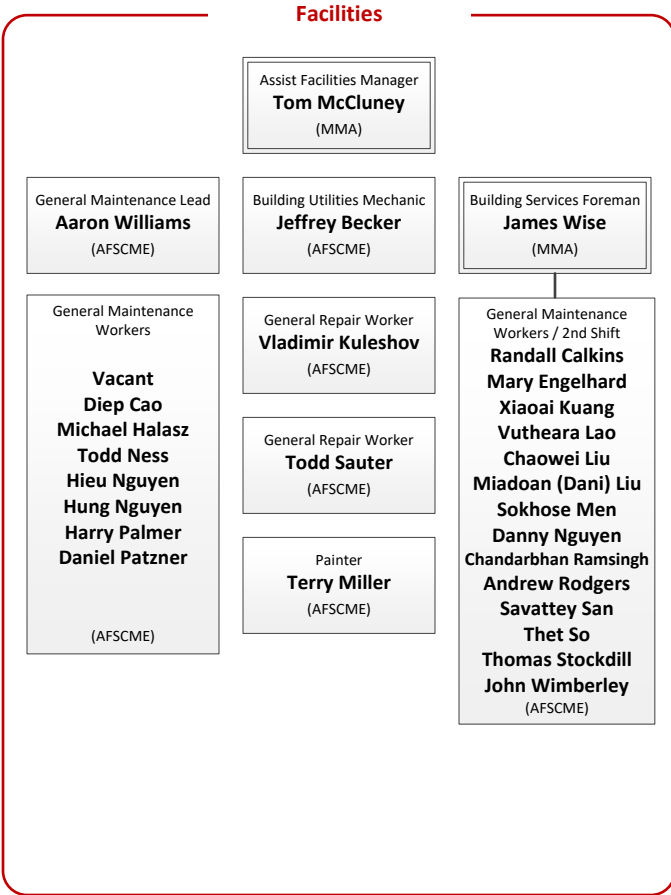 Facilities
Assist Facilities Manager
Tom McCluney
(MMA)
General Maintenance Lead
Aaron Williams
(AFSCME)
Building Utilities Mechanic
Jeffrey Becker
(AFSCME)
Building Services Foreman
James Wise
(MMA)
General Maintenance
Workers
Vacant
Diep Cao
Michael Halasz
Todd Ness
Hieu Nguyen
Hung Nguyen
Harry Palmer
Daniel Patzner
(AFSCME)
General Repair Worker
Vladimir Kuleshov
(AFSCME)
General Repair Worker
Todd Sauter
(AFSCME)
Painter
Terry Miller
(AFSCME)
General Maintenance
Workers / 2nd Shift
Randall Calkins
Mary Engelhard
Xiaoai Kuang
Vutheara Lao
Chaowei Liu
Miadoan (Dani) Liu
Sokhose Men
Danny Nguyen
Chandarbhan Ramsingh
Andrew Rodgers
Savattey San
Thet So
Thomas Stockdill
John Wimberley
(AFSCME)